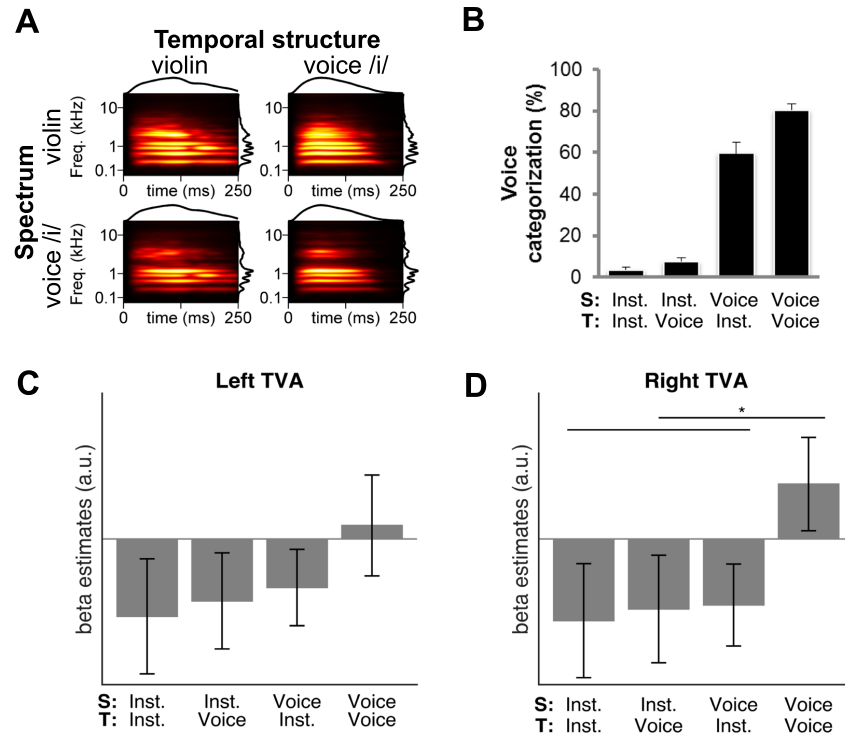 A
Temporal structure
violin voice /i/
Spectrum
violin
voice /i/
Freq. (kHz)
10
1
0.1
0 time (ms) 250
0 time (ms) 250
Freq. (kHz)
10
1
0.1
0 time (ms) 250
0 time (ms) 250
B
Voice
categorization (%)
100
80
60
40
20
0
S: Inst. Inst. Voice Voice
T: Inst. Voice Inst. Voice
C
Left TVA
beta estimates (a.u.)
S: Inst. Inst. Voice Voice
T: Inst. Voice Inst. Voice
D
Right TVA
*
beta estimates (a.u.)
S: Inst. Inst. Voice Voice
T: Inst. Voice Inst. Voice